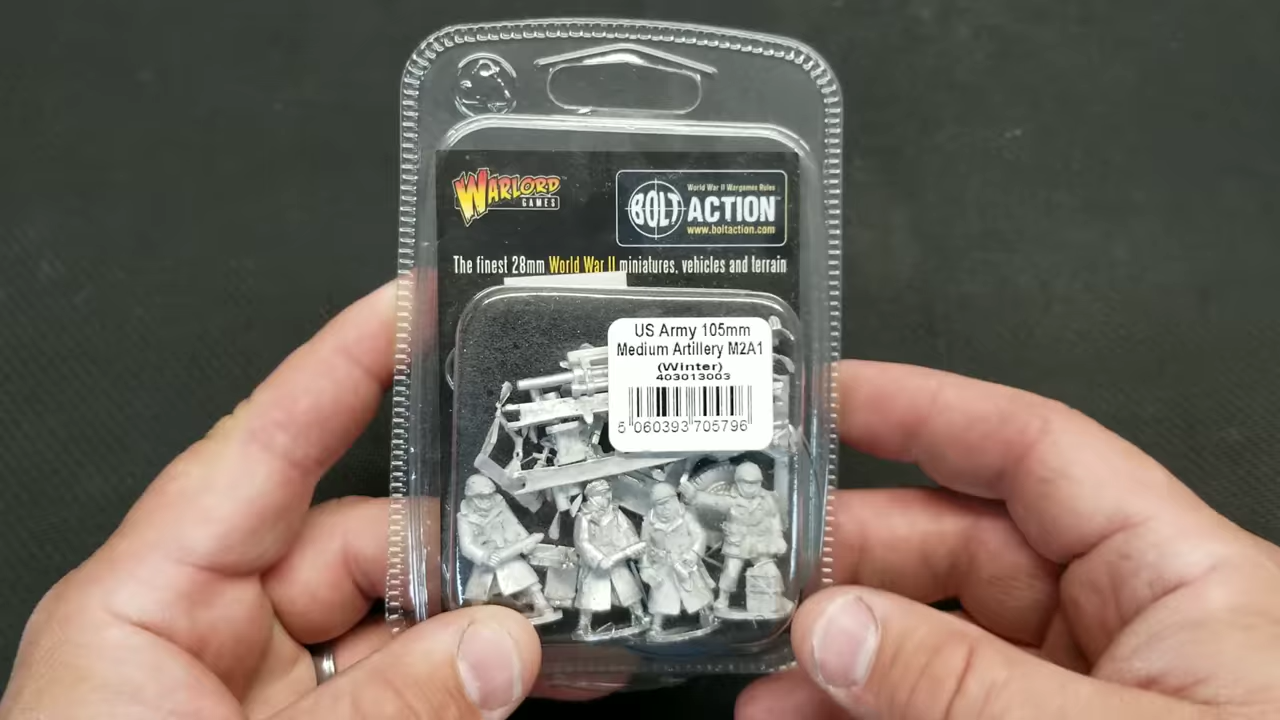 WARLORD
GAMES
World War II Wargames Rules
BOLT ACTION
www.boltaction.com
The finest 28mm World War II miniatures, vehicles and terrain
US Army 105mm
Medium Artillery M2A1
(Winter)
403013003
5 060393 705796